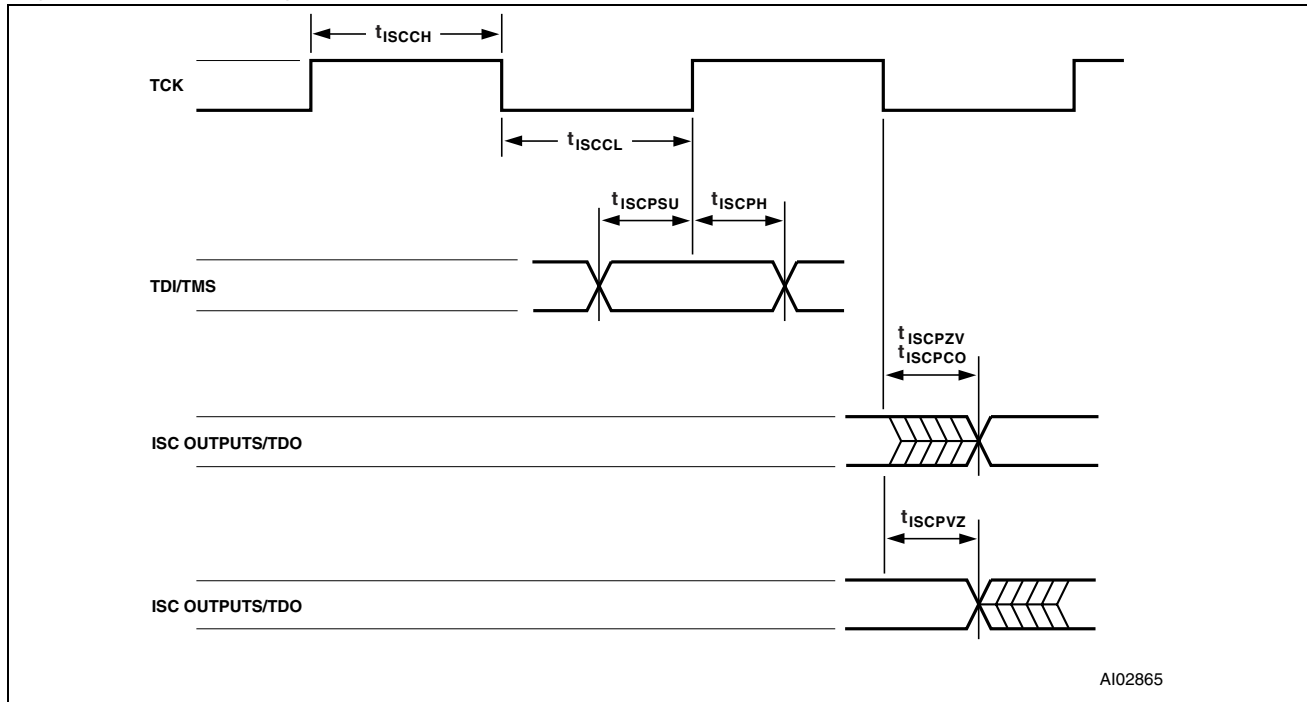 tISCCH
TCK
tISCCL
tISCPSU
tISCPH
TDI/TMS
tISCPZV
tISCPCO
ISC OUTPUTS/TDO
tISCPVZ
ISC OUTPUTS/TDO
AI02865